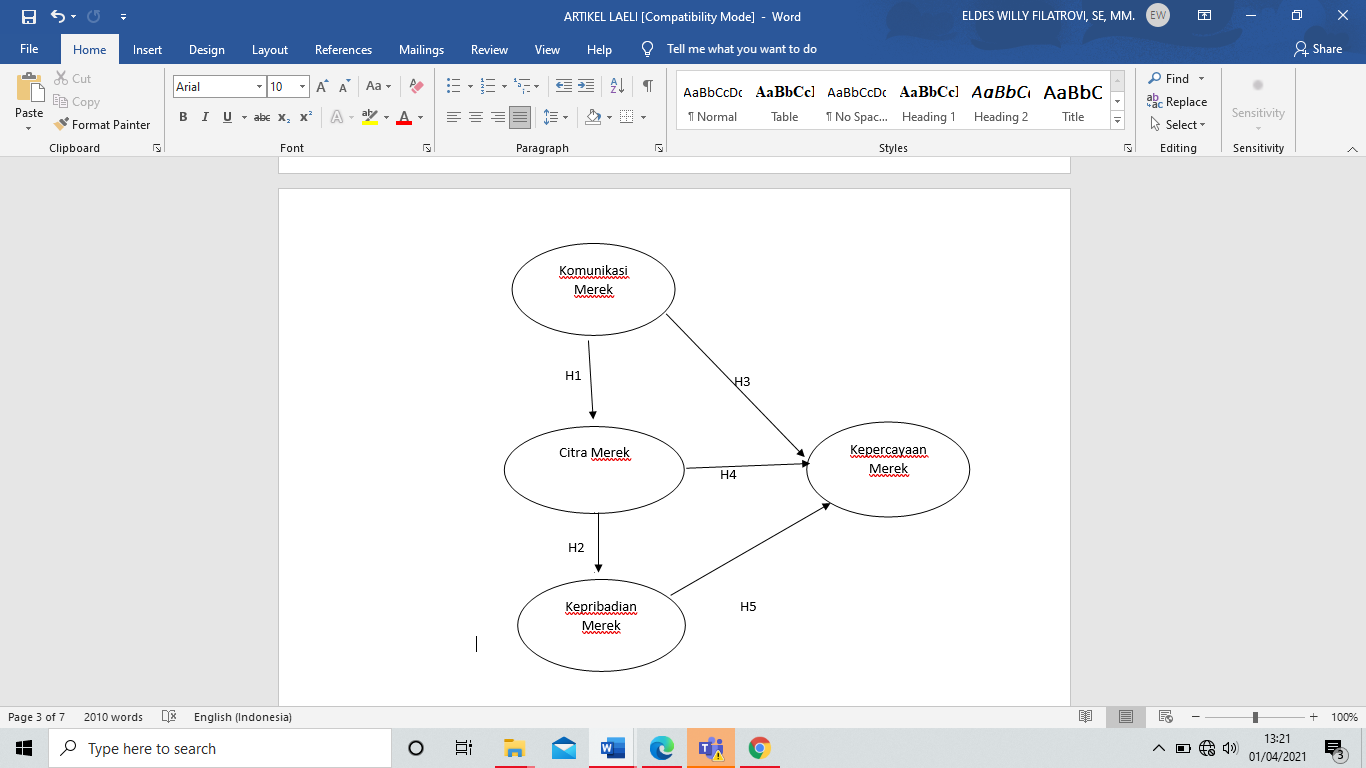 ARTIKEL LAELI [Compatibility Mode] - Word
ELDES WILLY FILATROVI, SE, MM.
EW
File Home Insert Design Layout References Mailings Review View Help Tell me what you want to do Share
Paste
Cut
Copy
Format Painter
Clipboard
Arial 10
Font
Paragraph
AaBbCcDc AaBbCcI AaBbCcDc AaBbCcI AaBbCc AaBbC
¶ Normal Table ¶ No Spac... Heading 1 Heading 2 Title
Styles
Find
Replace
Select
Editing
Sensitivity
Sensitivity
Komunikasi
Merek
H1
H3
Citra Merek
Kepercayaan
Merek
H4
H2
Kepribadian
Merek
H5
Page 3 of 7 2010 words English (Indonesia) 100%
Type here to search
13:21
01/04/2021
3